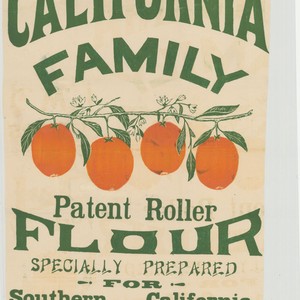 CALIFORNIA
FAMILY
Patent Roller
FLOUR
SPECIALLY PREPARED
FOR
Southern California